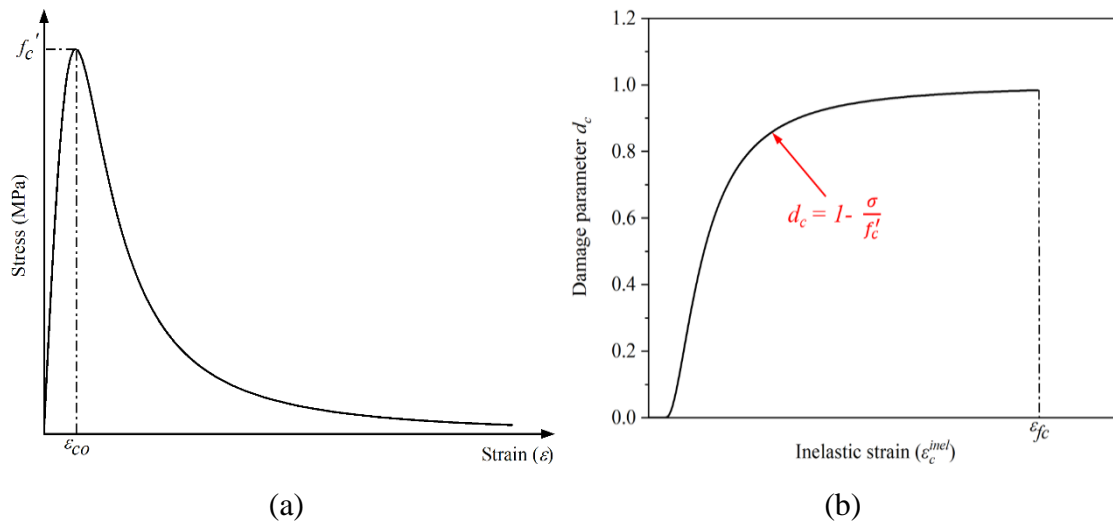 f_c'
Stress (MPa)
ε_co
Strain (ε)
(a)
1.2
1.0
0.8
0.6
0.4
0.2
0.0
Damage parameter d_c
d_c = 1- σ/f_c'
ε_fc
Inelastic strain (ε_c^inel)
(b)